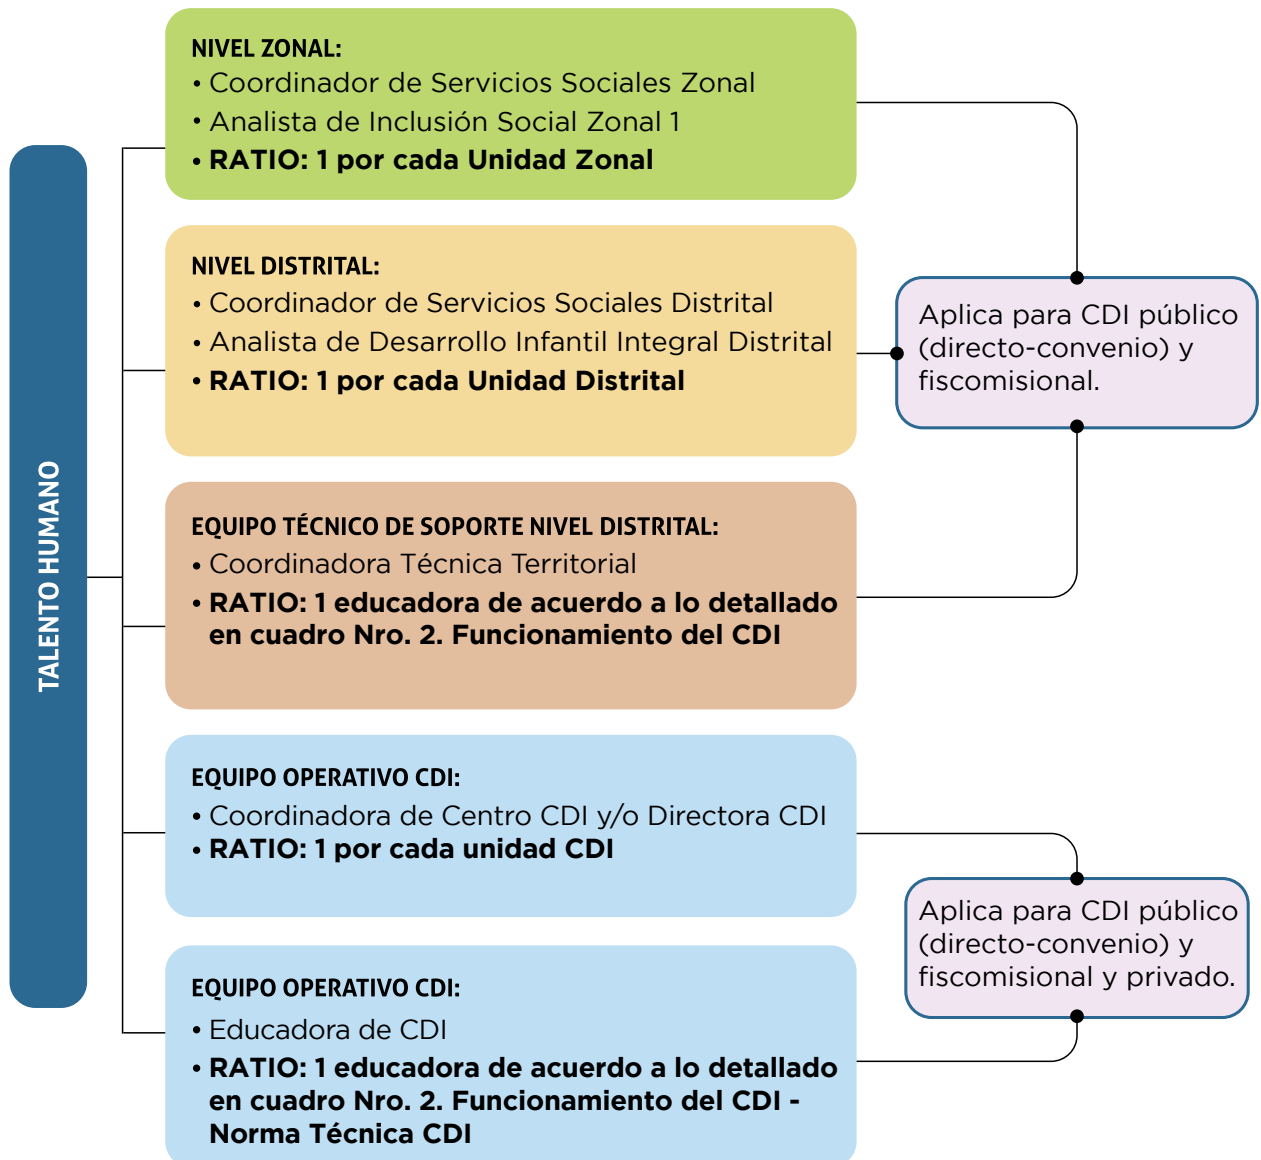 TALENTO HUMANO
NIVEL ZONAL:
• Coordinador de Servicios Sociales Zonal
• Analista de Inclusión Social Zonal 1
• RATIO: 1 por cada Unidad Zonal
NIVEL DISTRITAL:
• Coordinador de Servicios Sociales Distrital
• Analista de Desarrollo Infantil Integral Distrital
• RATIO: 1 por cada Unidad Distrital
Aplica para CDI público
(directo-convenio) y
fiscomisional.
EQUIPO TÉCNICO DE SOPORTE NIVEL DISTRITAL:
• Coordinadora Técnica Territorial
• RATIO: 1 educadora de acuerdo a lo detallado
en cuadro Nro. 2. Funcionamiento del CDI
EQUIPO OPERATIVO CDI:
• Coordinadora de Centro CDI y/o Directora CDI
• RATIO: 1 por cada unidad CDI
Aplica para CDI público
(directo-convenio) y
fiscomisional y privado.
EQUIPO OPERATIVO CDI:
• Educadora de CDI
• RATIO: 1 educadora de acuerdo a lo detallado
en cuadro Nro. 2. Funcionamiento del CDI -
Norma Técnica CDI